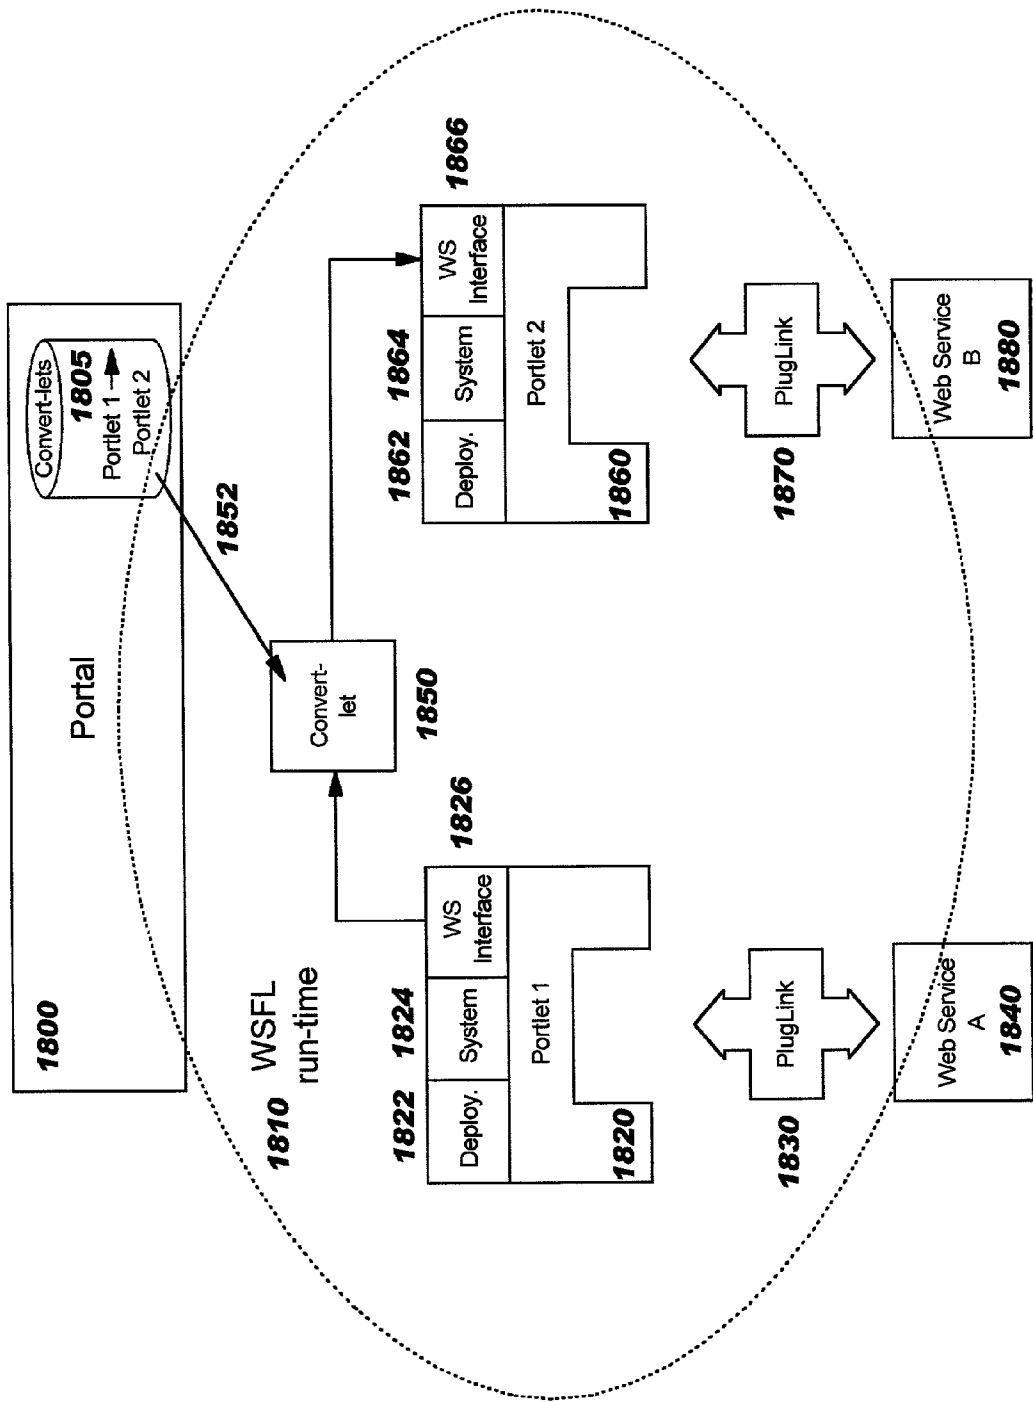 1800
Portal
Convert-lets
1805
Portlet 1
Portlet 2
1852
1810
WSFL
run-time
Convert-
let
1850
1822
1824
1826
Deploy.
System
WS
Interface
Portlet 1
1820
1862
1864
1866
Deploy.
System
WS
Interface
Portlet 2
1860
1830
PlugLink
1870
PlugLink
Web Service
A
1840
Web Service
B
1880